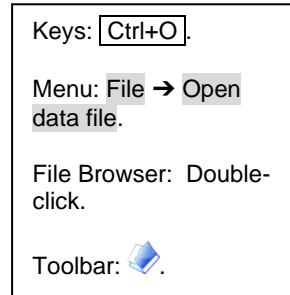 Keys: Ctrl+O.
Menu: File ➔ Open
data file.
File Browser:  Double-
click.
Toolbar: .